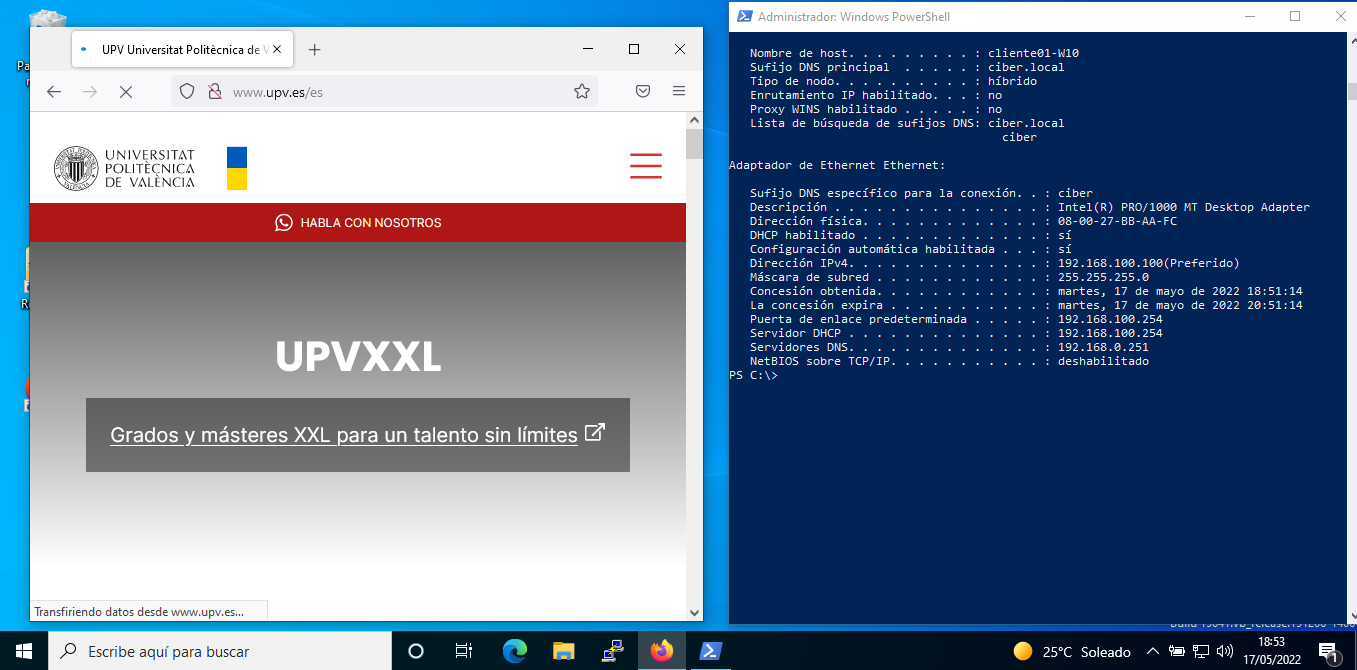 Administrador: Windows PowerShell
UPV Universitat Politècnica de V
www.upv.es/es
UNIVERSITAT
POLITÈCNICA
DE VALÈNCIA
HABLA CON NOSOTROS
UPVXXL
Grados y másteres XXL para un talento sin límites
Transfiriendo datos desde www.upv.es...
Nombre de host. . . . . . . . . : cliente01-W10
Sufijo DNS principal  . . . . . : ciber.local
Tipo de nodo. . . . . . . . . . : híbrido
Enrutamiento IP habilitado. . . : no
Proxy WINS habilitado . . . . . : no
Lista de búsqueda de sufijos DNS: ciber.local
ciber
Adaptador de Ethernet Ethernet:
Sufijo DNS específico para la conexión. . : ciber
Descripción . . . . . . . . . . . . . . . : Intel(R) PRO/1000 MT Desktop Adapter
Dirección física. . . . . . . . . . . . . : 08-00-27-BB-AA-FC
DHCP habilitado . . . . . . . . . . . . . : sí
Configuración automática habilitada . . . : sí
Dirección IPv4. . . . . . . . . . . . . . : 192.168.100.100(Preferido)
Máscara de subred . . . . . . . . . . . . : 255.255.255.0
Concesión obtenida. . . . . . . . . . . . : martes, 17 de mayo de 2022 18:51:14
La concesión expira . . . . . . . . . . . : martes, 17 de mayo de 2022 20:51:14
Puerta de enlace predeterminada . . . . . : 192.168.100.254
Servidor DHCP . . . . . . . . . . . . . . : 192.168.100.254
Servidores DNS. . . . . . . . . . . . . . : 192.168.0.251
NetBIOS sobre TCP/IP. . . . . . . . . . . : deshabilitado
PS C:\>
Escribe aquí para buscar
25°C Soleado
18:53
17/05/2022
1